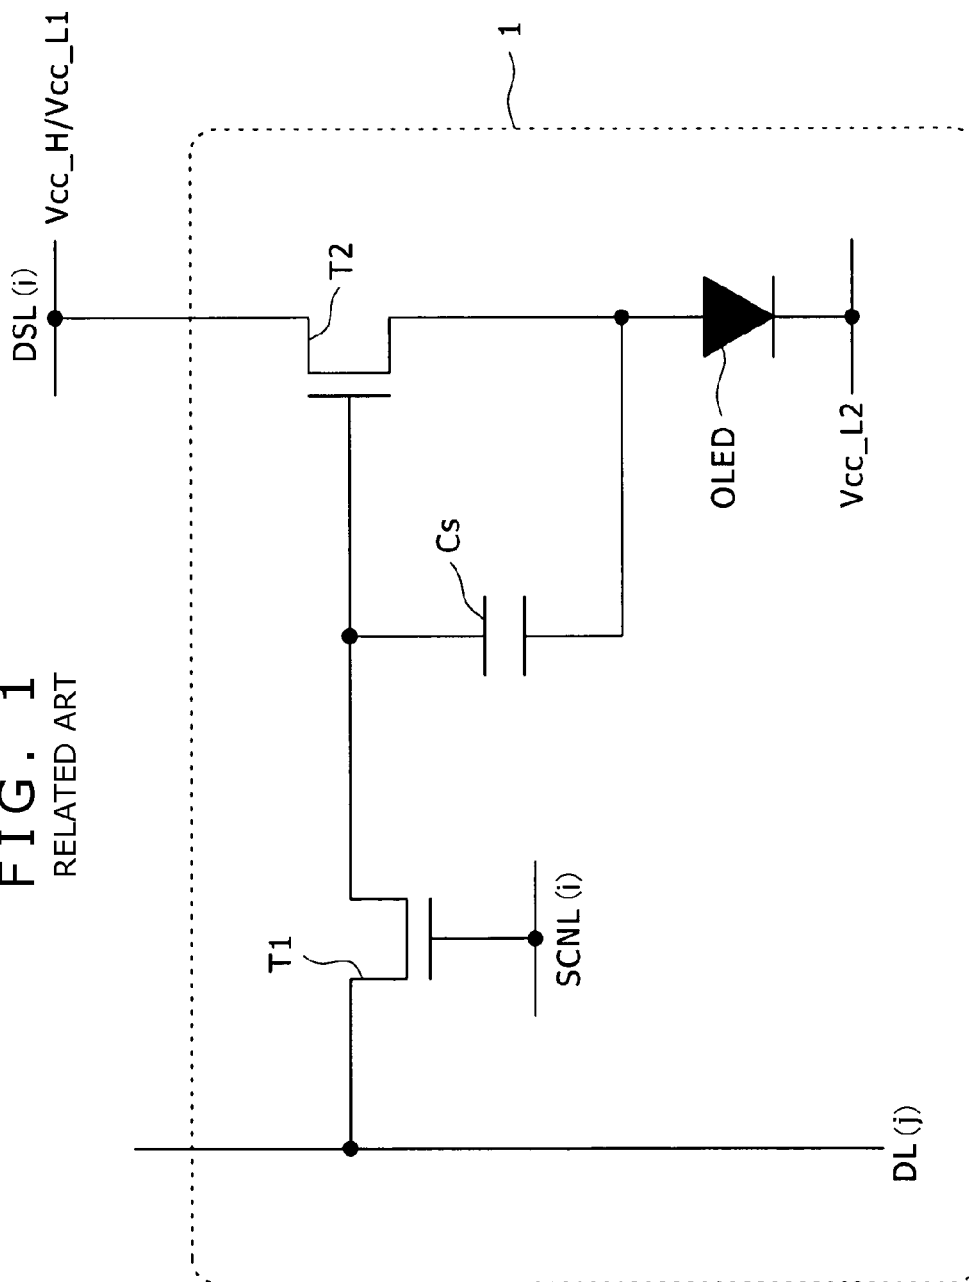 FIG. 1
RELATED ART
DSL(i)
Vcc_H/Vcc_L1
1
T2
T1
Cs
OLED
SCNL(i)
Vcc_L2
DL(j)